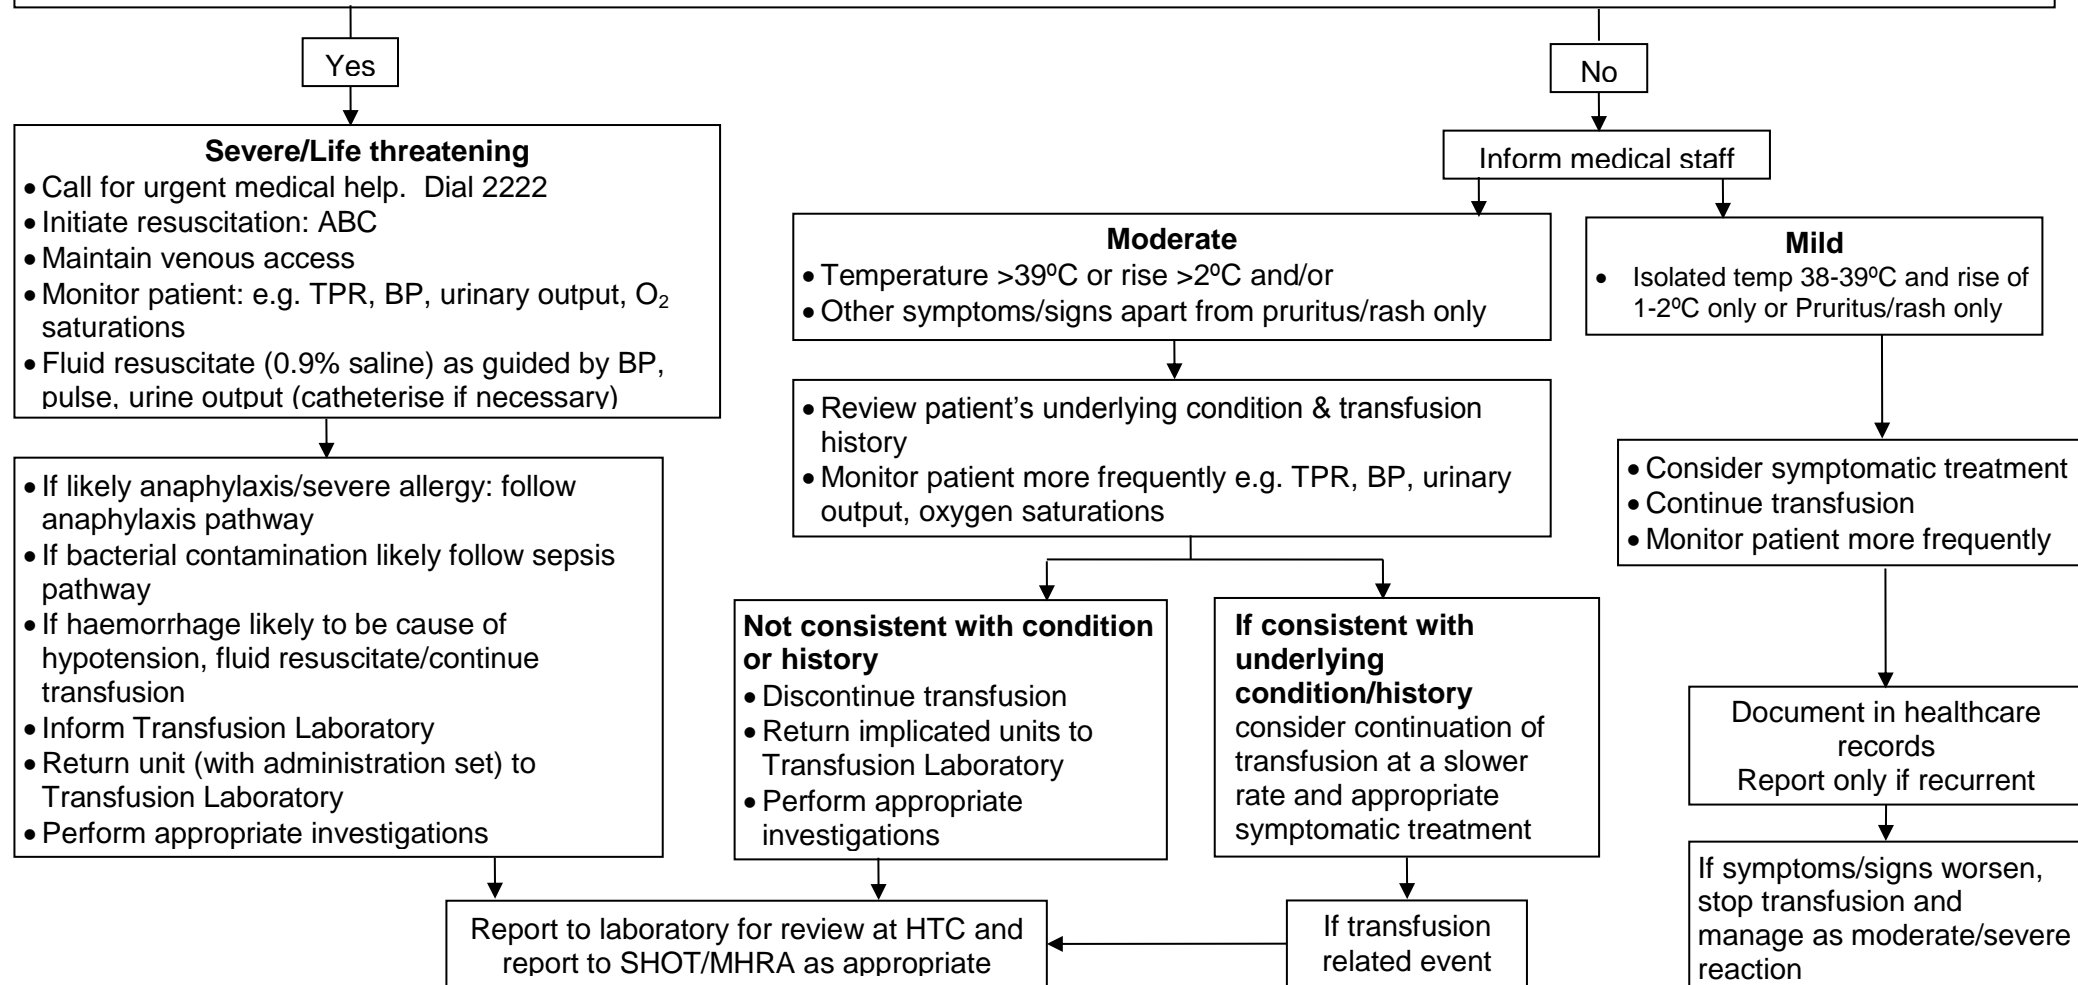 Yes
No
Severe/Life threatening
• Call for urgent medical help.  Dial 2222
• Initiate resuscitation: ABC
• Maintain venous access
• Monitor patient: e.g. TPR, BP, urinary output, O₂
saturations
• Fluid resuscitate (0.9% saline) as guided by BP,
pulse, urine output (catheterise if necessary)
Inform medical staff
Moderate
• Temperature >39ºC or rise >2ºC and/or
• Other symptoms/signs apart from pruritus/rash only
Mild
• Isolated temp 38-39ºC and rise of
1-2ºC only or Pruritus/rash only
• Review patient’s underlying condition & transfusion
history
• Monitor patient more frequently e.g. TPR, BP, urinary
output, oxygen saturations
• Consider symptomatic treatment
• Continue transfusion
• Monitor patient more frequently
• If likely anaphylaxis/severe allergy: follow
anaphylaxis pathway
• If bacterial contamination likely follow sepsis
pathway
• If haemorrhage likely to be cause of
hypotension, fluid resuscitate/continue
transfusion
• Inform Transfusion Laboratory
• Return unit (with administration set) to
Transfusion Laboratory
• Perform appropriate investigations
Not consistent with condition
or history
• Discontinue transfusion
• Return implicated units to
Transfusion Laboratory
• Perform appropriate
investigations
If consistent with
underlying
condition/history
consider continuation of
transfusion at a slower
rate and appropriate
symptomatic treatment
Document in healthcare
records
Report only if recurrent
If symptoms/signs worsen,
stop transfusion and
manage as moderate/severe
reaction
Report to laboratory for review at HTC and
report to SHOT/MHRA as appropriate
If transfusion
related event